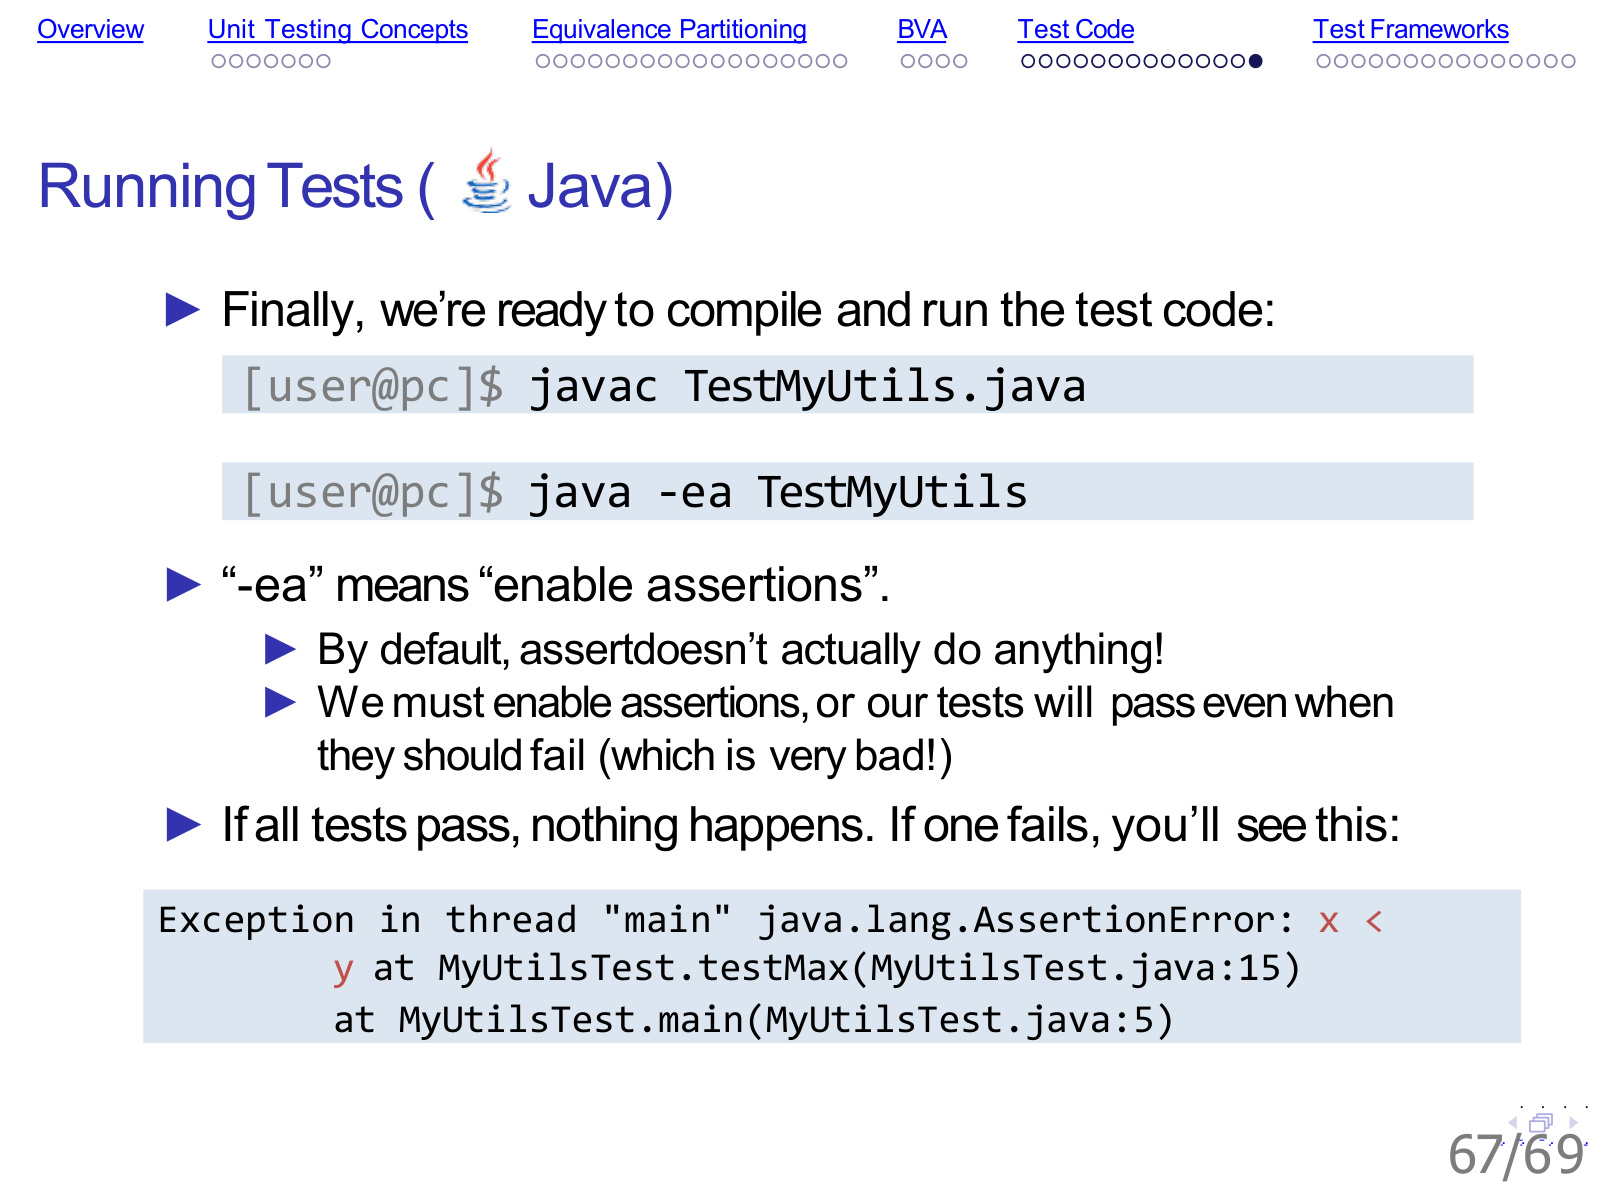 Overview Unit Testing Concepts Equivalence Partitioning BVA Test Code Test Frameworks
Running Tests ( Java)
Finally, we’re ready to compile and run the test code:
[user@pc]$ javac TestMyUtils.java
[user@pc]$ java -ea TestMyUtils
“-ea” means “enable assertions”.
By default, assertdoesn’t actually do anything!
We must enable assertions, or our tests will pass even when
they should fail (which is very bad!)
If all tests pass, nothing happens. If one fails, you’ll see this:
Exception in thread "main" java.lang.AssertionError: x <
y at MyUtilsTest.testMax(MyUtilsTest.java:15)
at MyUtilsTest.main(MyUtilsTest.java:5)
67/69